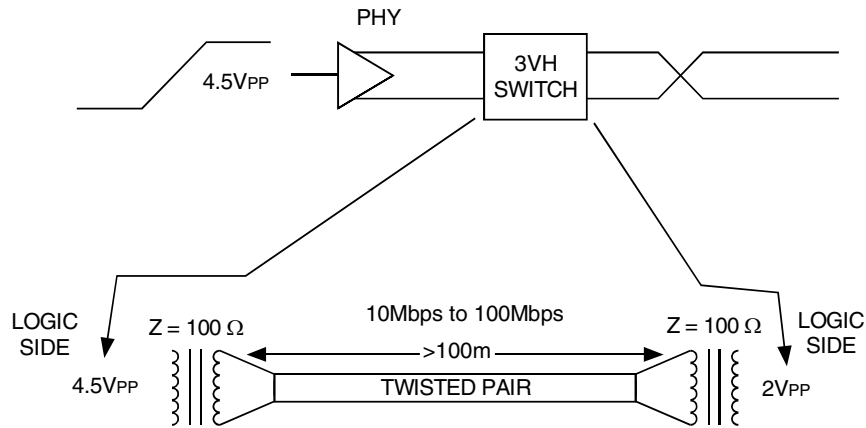 PHY
4.5VPP
3VH
SWITCH
LOGIC
SIDE
Z = 100 Ω
10Mbps to 100Mbps
Z = 100 Ω
LOGIC
SIDE
>100m
4.5VPP
TWISTED PAIR
2VPP